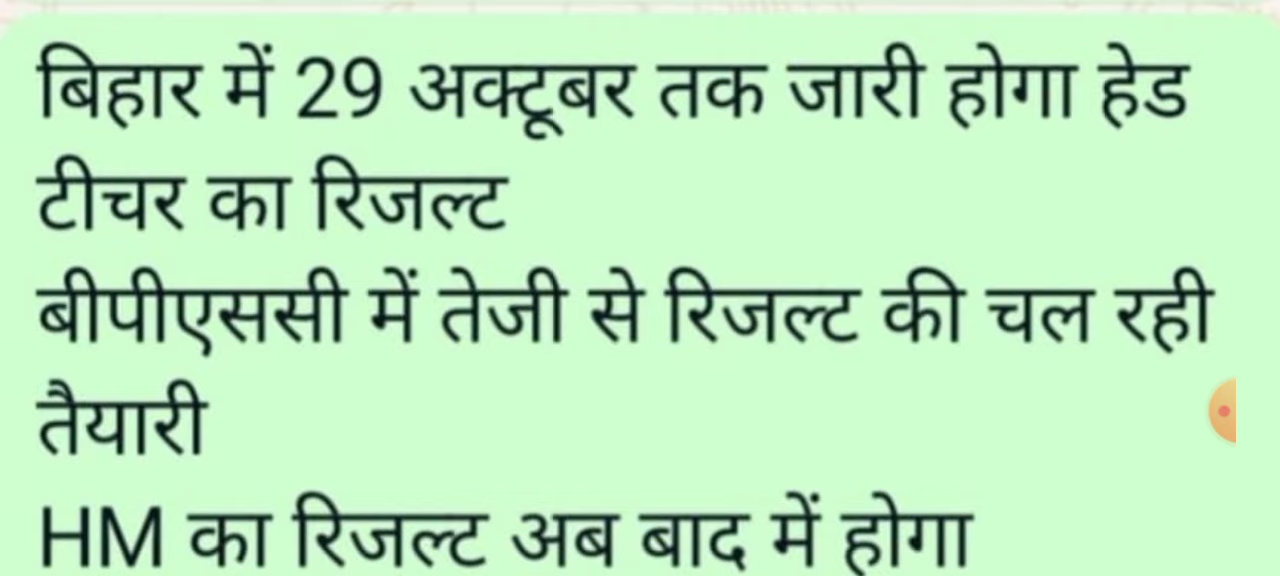 बिहार में 29 अक्टूबर तक जारी होगा हेड
टीचर का रिजल्ट
बीपीएससी में तेजी से रिजल्ट की चल रही
तैयारी
HM का रिजल्ट अब बाद में होगा